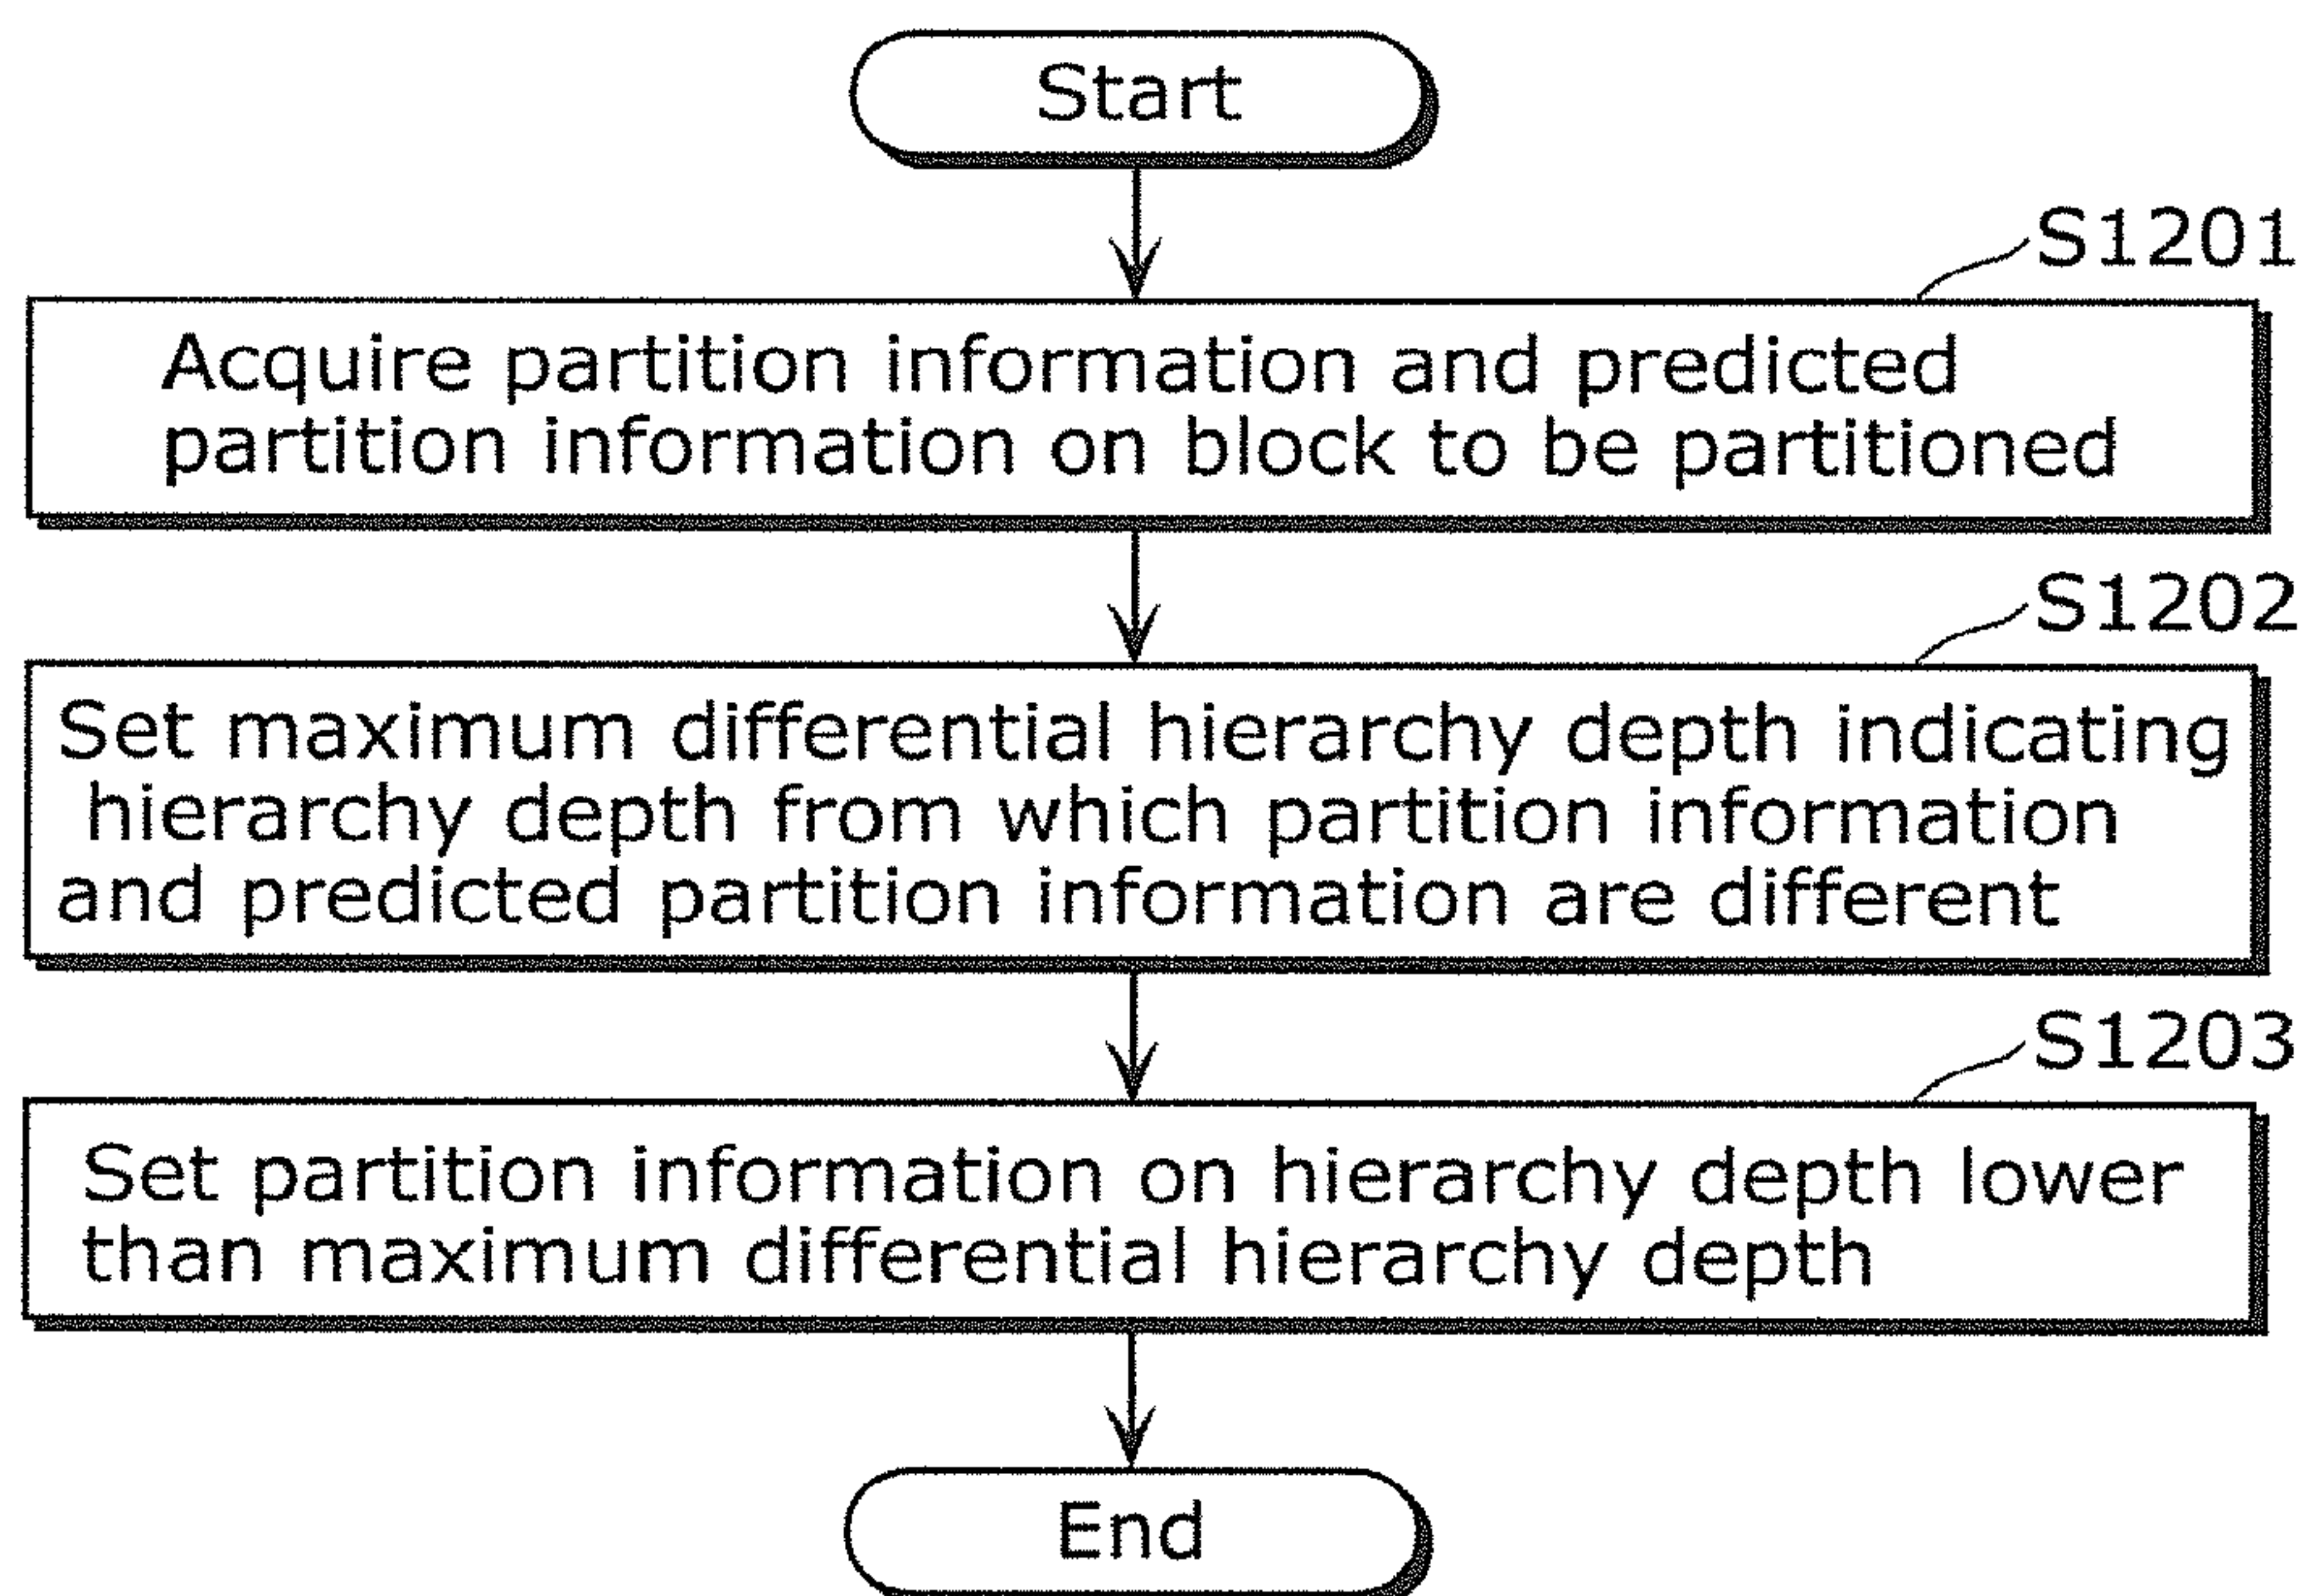 Start
S1201
Acquire partition information and predicted
partition information on block to be partitioned
S1202
Set maximum differential hierarchy depth indicating
hierarchy depth from which partition information
and predicted partition information are different
S1203
Set partition information on hierarchy depth lower
than maximum differential hierarchy depth
End